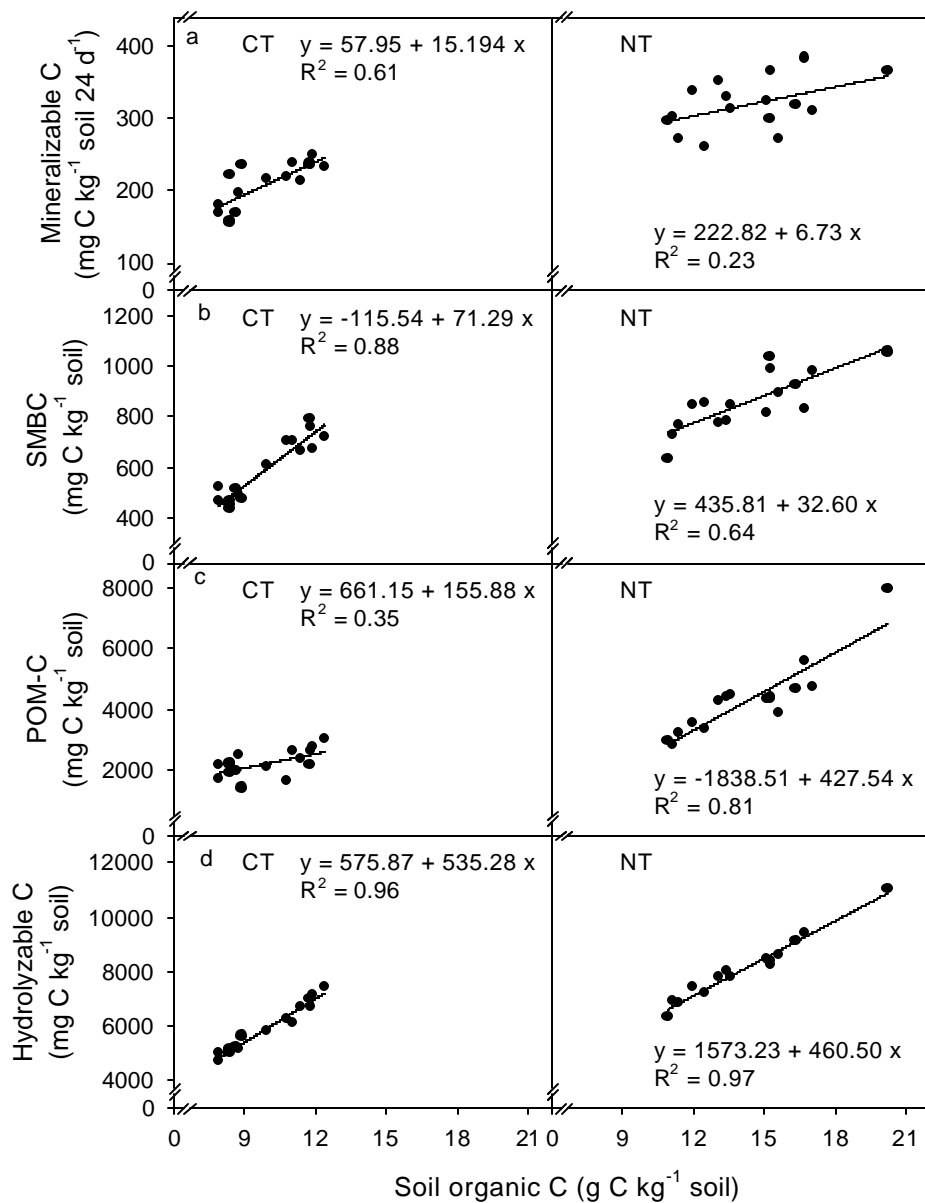 a CT y = 57.95 + 15.194 x
R² = 0.61
NT
y = 222.82 + 6.73 x
R² = 0.23
Mineralizable C
(mg C kg⁻¹ soil 24 d⁻¹)
400
300
200
100
0
b CT y = -115.54 + 71.29 x
R² = 0.88
NT
y = 435.81 + 32.60 x
R² = 0.64
SMBC
(mg C kg⁻¹ soil)
1200
1000
800
600
400
0
c CT y = 661.15 + 155.88 x
R² = 0.35
NT
y = -1838.51 + 427.54 x
R² = 0.81
POM-C
(mg C kg⁻¹ soil)
8000
6000
4000
2000
0
d CT y = 575.87 + 535.28 x
R² = 0.96
NT
y = 1573.23 + 460.50 x
R² = 0.97
Hydrolyzable C
(mg C kg⁻¹ soil)
12000
10000
8000
6000
4000
0
0 9 12 15 18 21 0 9 12 15 18 21
Soil organic C (g C kg⁻¹ soil)